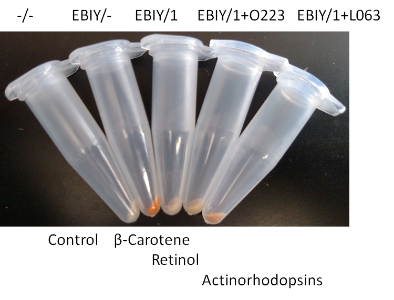 -/- EBIY/- EBIY/1 EBIY/1+O223 EBIY/1+L063
Control β-Carotene
Retinol
Actinorhodopsins